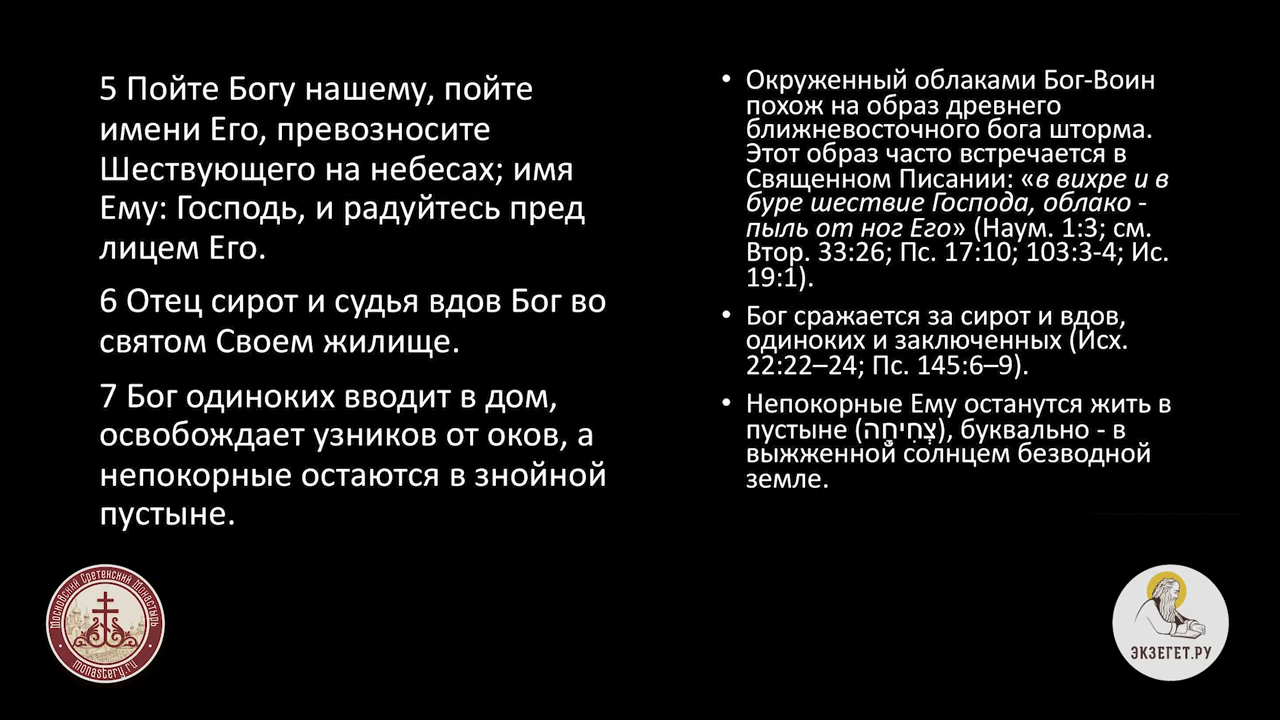 5 Пойте Богу нашему, пойте
имени Его, превозносите
Шествующего на небесах; имя
Ему: Господь, и радуйтесь пред
лицем Его.
6 Отец сирот и судья вдов Бог во
святом Своем жилище.
7 Бог одиноких вводит в дом,
освобождает узников от оков, а
непокорные остаются в знойной
пустыне.
• Окруженный облаками Бог-Воин
похож на образ древнего
ближневосточного бога шторма.
Этот образ часто встречается в
Священном Писании: «в вихре и в
буре шествие Господа, облако -
пыль от ног Его» (Наум. 1:3; см.
Втор. 33:26; Пс. 17:10; 103:3-4; Ис.
19:1).
• Бог сражается за сирот и вдов,
одиноких и заключенных (Исх.
22:22–24; Пс. 145:6–9).
• Непокорные Ему останутся жить в
пустыне (צְחִיחָֽה), буквально - в
выжженной солнцем безводной
земле.
Московский Сретенский Монастырь
monastery.ru
ЭКЗЕГЕТ.РУ